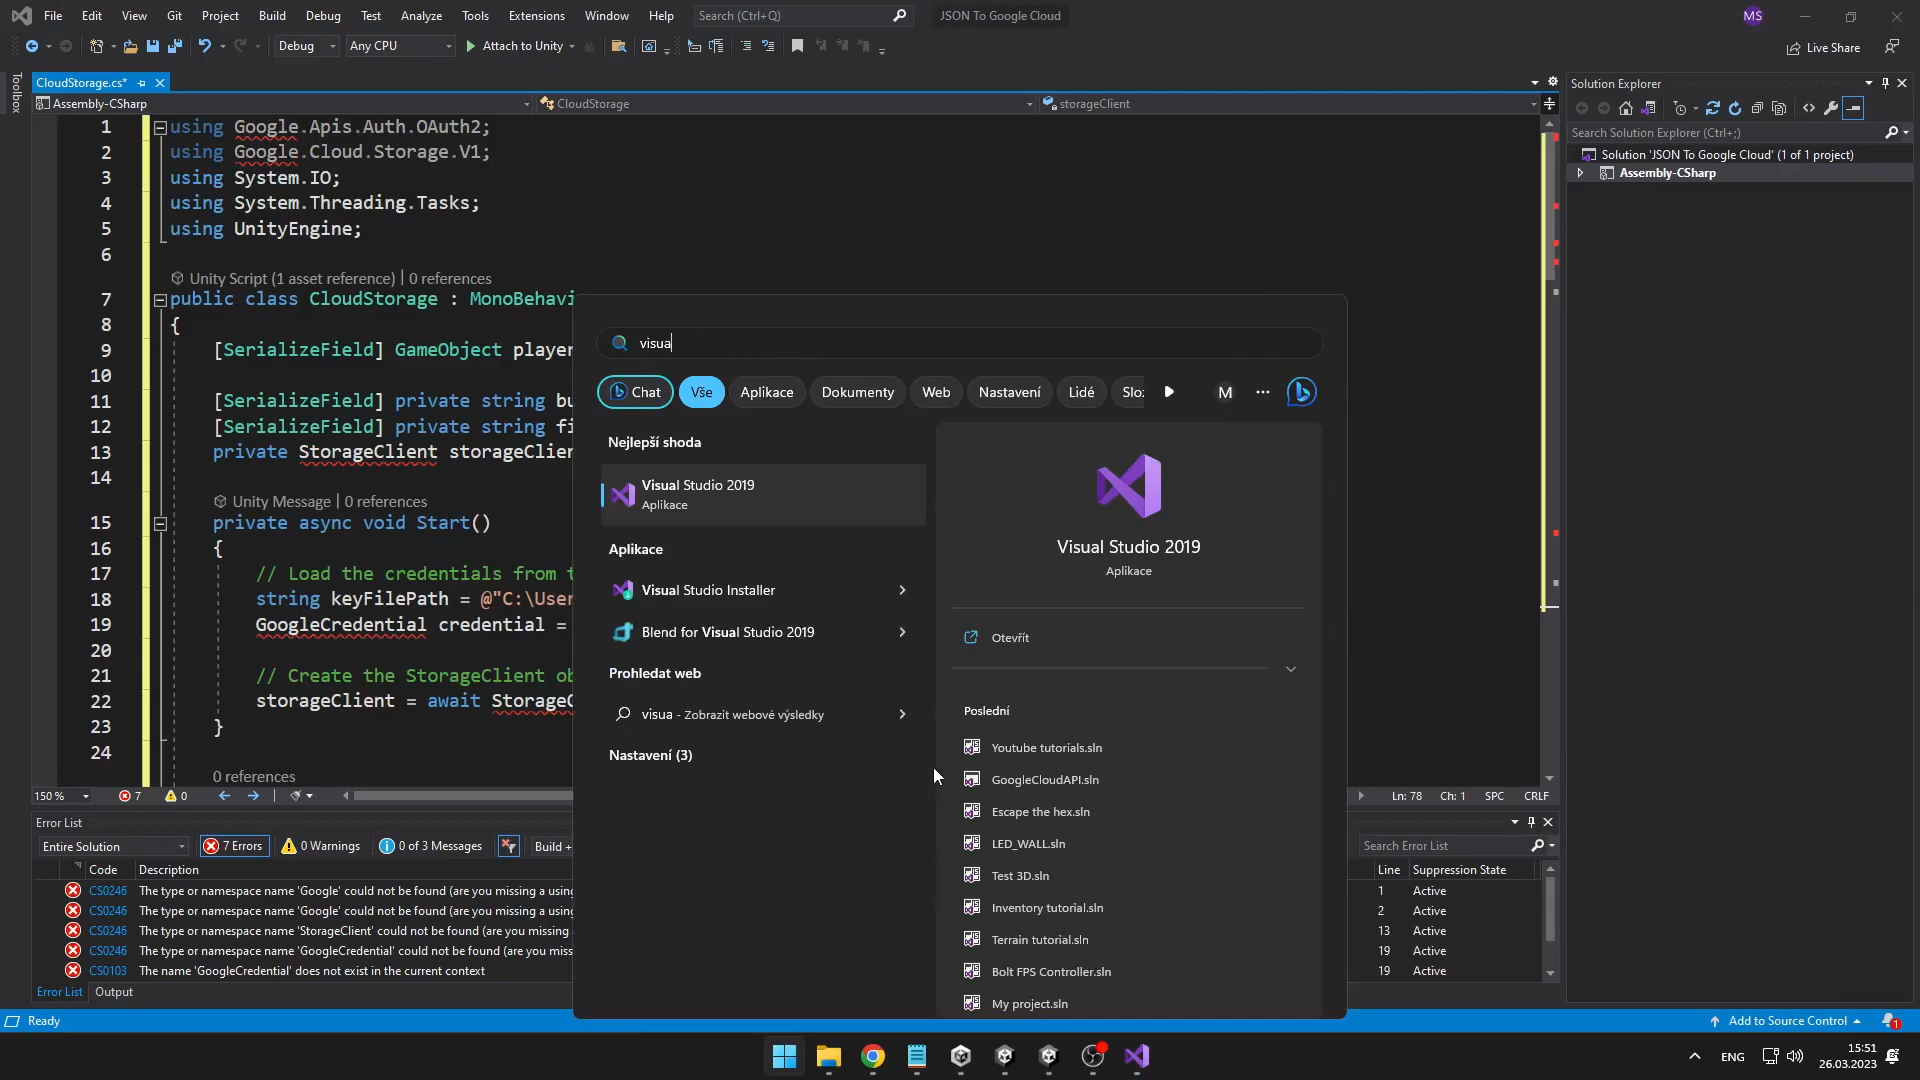 File Edit View Git Project Build Debug Test Analyze Tools Extensions Window Help Search (Ctrl+Q) JSON To Google Cloud MS
Debug Any CPU Attach to Unity Live Share
Toolbox
CloudStorage.cs*
Assembly-CSharp CloudStorage storageClient
1 using Google.Apis.Auth.OAuth2;
2 using Google.Cloud.Storage.V1;
3 using System.IO;
4 using System.Threading.Tasks;
5 using UnityEngine;
6
Unity Script (1 asset reference) | 0 references
7 public class CloudStorage : MonoBehavi
8 {
9 [SerializeField] GameObject player
10
11 [SerializeField] private string bu
12 [SerializeField] private string fi
13 private StorageClient storageClien
14
Unity Message | 0 references
15 private async void Start()
16 {
17 // Load the credentials from t
18 string keyFilePath = @"C:\User
19 GoogleCredential credential =
20
21 // Create the StorageClient ob
22 storageClient = await StorageC
23 }
24
0 references
150 % 7 0 Ln: 78 Ch: 1 SPC CRLF
Error List
Entire Solution 7 Errors 0 Warnings 0 of 3 Messages Build + Search Error List
Code Description Line Suppression State
CS0246 The type or namespace name 'Google' could not be found (are you missing a using 1 Active
CS0246 The type or namespace name 'Google' could not be found (are you missing a using 2 Active
CS0246 The type or namespace name 'StorageClient' could not be found (are you missing 13 Active
CS0246 The type or namespace name 'GoogleCredential' could not be found (are you miss 19 Active
CS0103 The name 'GoogleCredential' does not exist in the current context 19 Active
Error List Output
Solution Explorer
Search Solution Explorer (Ctrl+;)
Solution 'JSON To Google Cloud' (1 of 1 project)
Assembly-CSharp
visua
Chat Vše Aplikace Dokumenty Web Nastavení Lidé Slož M
Nejlepší shoda
Visual Studio 2019
Aplikace
Aplikace
Visual Studio Installer
Blend for Visual Studio 2019
Prohledat web
visua - Zobrazit webové výsledky
Nastavení (3)
Visual Studio 2019
Aplikace
Otevřít
Poslední
Youtube tutorials.sln
GoogleCloudAPI.sln
Escape the hex.sln
LED_WALL.sln
Test 3D.sln
Inventory tutorial.sln
Terrain tutorial.sln
Bolt FPS Controller.sln
My project.sln
Ready Add to Source Control 1
ENG 15:51
26.03.2023